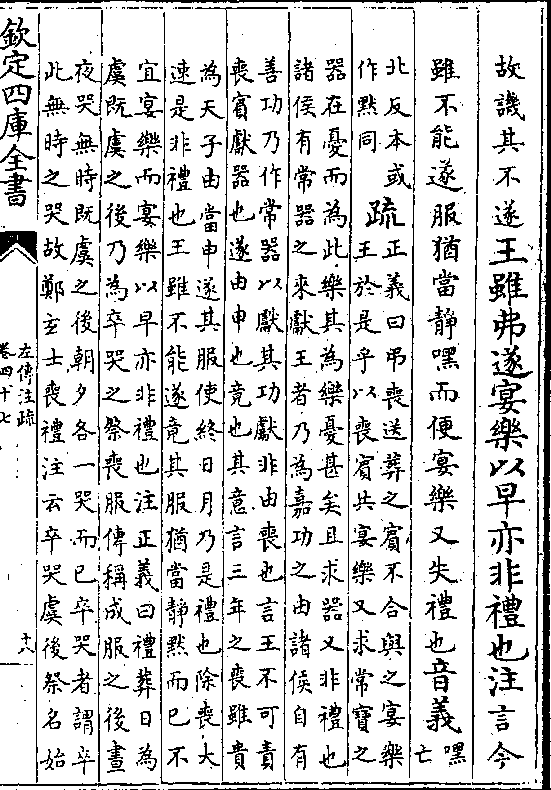 故譏其不遂王雖弗遂宴樂以早亦非禮也注言今
雖不能遂服猶當靜嘿而便宴樂又失禮也音義嘿亡
北反本或
作黙同
疏
正義曰弔喪送葬之賓不合與之宴樂
王於是乎以喪賓共宴樂又求常寶之
器在憂而為此樂其為樂憂甚矣且求器又非禮也
諸侯有常器之來獻王者乃為嘉功之由諸侯自有
善功乃作常器以獻其功獻非由喪也言王不可責
喪賓獻器也遂由申也竟也其意言三年之喪雖貴
為天子由當申遂其服使終日月乃是禮也除喪大
速是非禮也王雖不能遂竟其服猶當靜黙而已不
宜宴樂而宴樂以早亦非禮也注正義曰禮葬日為
虞既虞之後乃為卒哭之祭喪服傳稱成服之後晝
夜哭無時既虞之後朝夕各一哭而已卒哭者謂卒
此無時之哭故鄭玄士喪禮注云卒哭虞後祭名始
欽定四庫全書
左傳注疏
卷四十七
十八